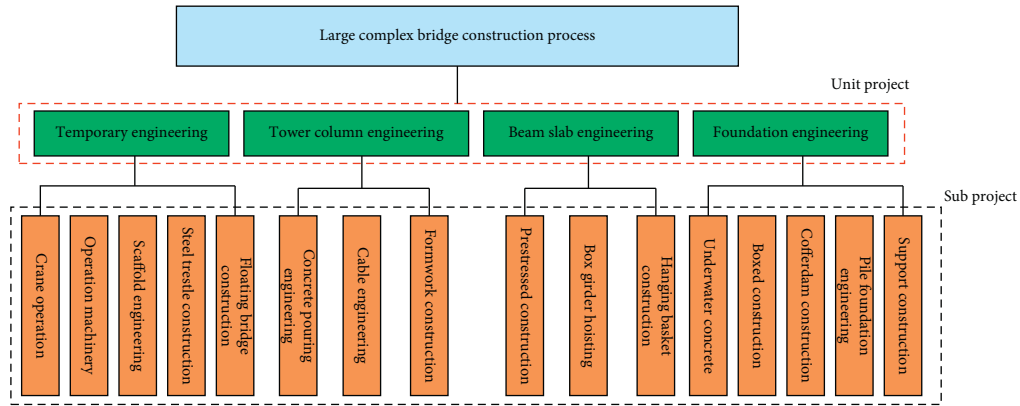 Large complex bridge construction process
Unit project
Temporary engineering
Tower column engineering
Beam slab engineering
Foundation engineering
Sub project
Crane operation
Operation machinery
Scaffold engineering
Steel trestle construction
Floating bridge
construction
Concrete pouring
engineering
Cable engineering
Formwork construction
Prestressed construction
Box girder hoisting
Hanging basket
construction
Underwater concrete
Boxed construction
Cofferdam construction
Pile foundation
engineering
Support construction